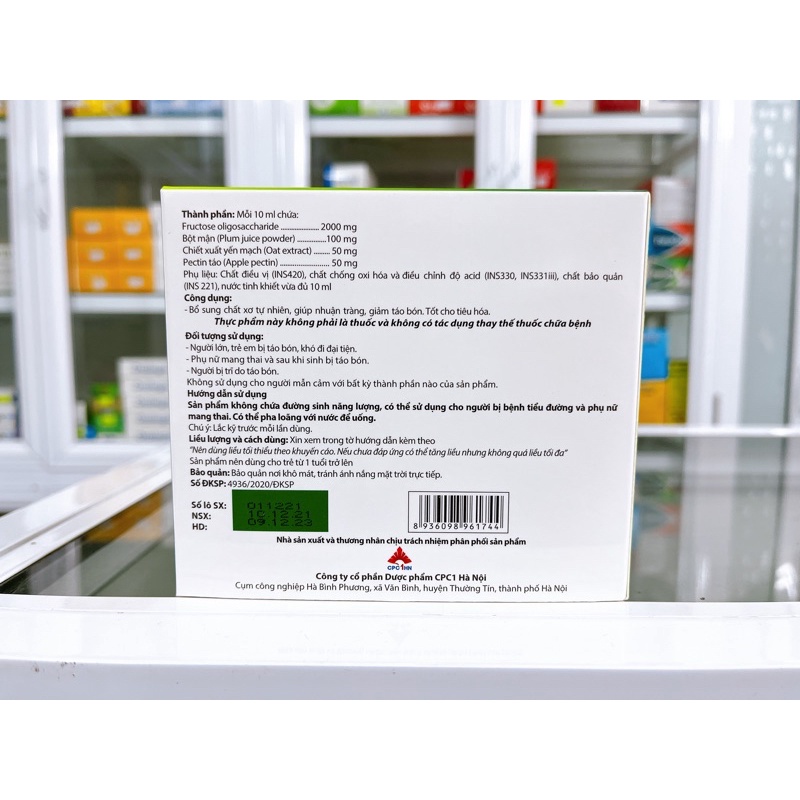 Thành phần: Mỗi 10 ml chứa:
Fructose oligosaccharide ............... 2000 mg
Bột mận (Plum juice powder) ...............100 mg
Chiết xuất yến mạch (Oat extract) ....... 50 mg
Pectin táo (Apple pectin) ..................... 50 mg
Phụ liệu: Chất điều vị (INS420), chất chống oxi hóa và điều chỉnh độ acid (INS330, INS331iii), chất bảo quản
(INS 221), nước tinh khiết vừa đủ 10 ml
Công dụng:
- Bổ sung chất xơ tự nhiên, giúp nhuận tràng, giảm táo bón. Tốt cho tiêu hóa.
Thực phẩm này không phải là thuốc và không có tác dụng thay thế thuốc chữa bệnh
Đối tượng sử dụng:
- Người lớn, trẻ em bị táo bón, khó đi đại tiện.
- Phụ nữ mang thai và sau khi sinh bị táo bón.
- Người bị trĩ do táo bón.
Không sử dụng cho người mẫn cảm với bất kỳ thành phần nào của sản phẩm.
Hướng dẫn sử dụng
Sản phẩm không chứa đường sinh năng lượng, có thể sử dụng cho người bị bệnh tiểu đường và phụ nữ
mang thai. Có thể pha loãng với nước để uống.
Chú ý: Lắc kỹ trước mỗi lần dùng.
Liều lượng và cách dùng: Xin xem trong tờ hướng dẫn kèm theo
"Nên dùng liều tối thiểu theo khuyến cáo. Nếu chưa đáp ứng có thể tăng liều nhưng không quá liều tối đa"
Sản phẩm nên dùng cho trẻ từ 1 tuổi trở lên
Bảo quản: Bảo quản nơi khô mát, tránh ánh nắng mặt trời trực tiếp.
Số ĐKSP: 4936/2020/ĐKSP
Số lô SX: 011221
NSX: 10.12.21
HD: 09.12.23
8 936098 961744
Nhà sản xuất và thương nhân chịu trách nhiệm phân phối sản phẩm
CPC1HN
Công ty cổ phần Dược phẩm CPC1 Hà Nội
Cụm công nghiệp Hà Bình Phương, xã Văn Bình, huyện Thường Tín, thành phố Hà Nội